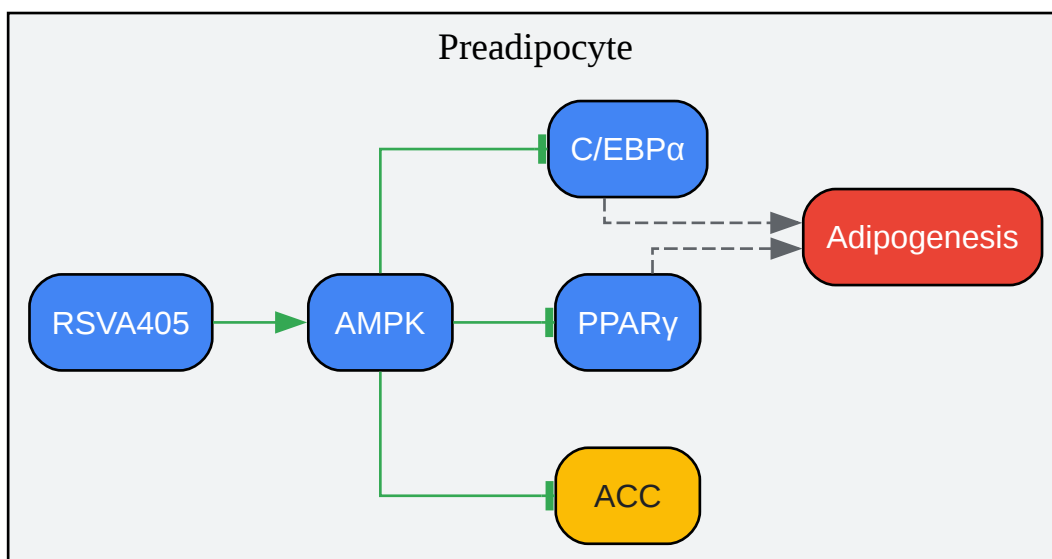 Preadipocyte
C/EBPα
Adipogenesis
RSVA405
AMPK
PPARγ
ACC